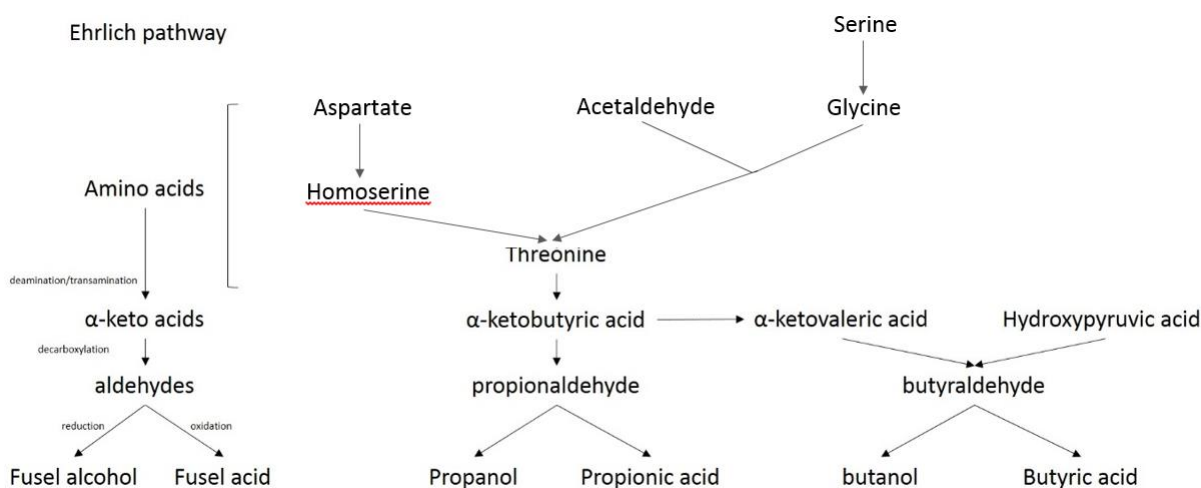 Ehrlich pathway
Serine
Aspartate
Acetaldehyde
Glycine
Amino acids
Homoserine
Threonine
deamination/transamination
α-keto acids
α-ketobutyric acid
α-ketovaleric acid
Hydroxypyruvic acid
decarboxylation
aldehydes
propionaldehyde
butyraldehyde
reduction
oxidation
Fusel alcohol
Fusel acid
Propanol
Propionic acid
butanol
Butyric acid